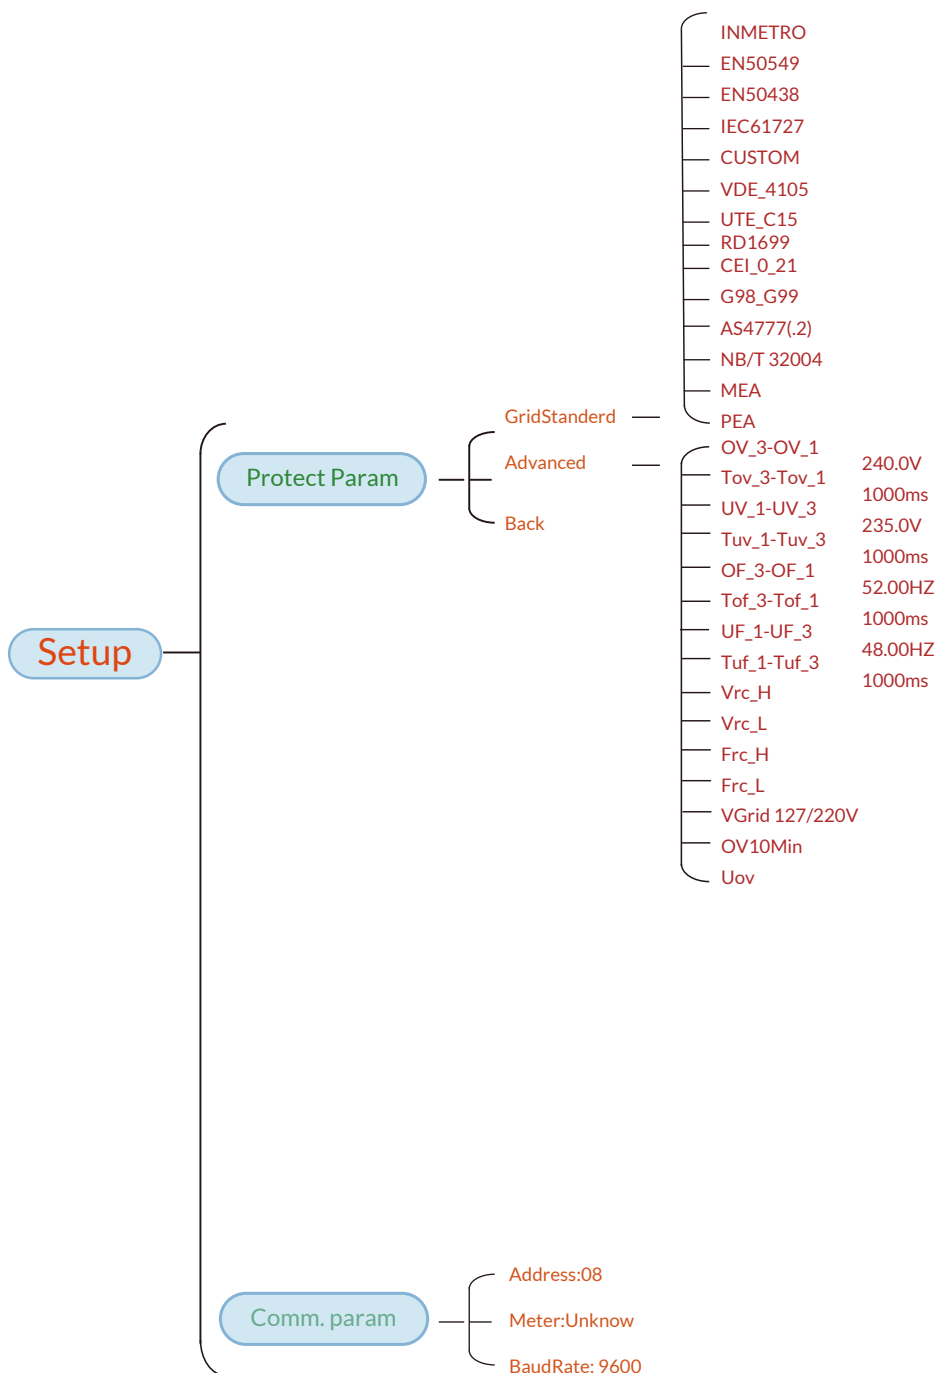 INMETRO
EN50549
EN50438
IEC61727
CUSTOM
VDE_4105
UTE_C15
RD1699
CEI_0_21
G98_G99
AS4777(.2)
NB/T 32004
MEA
PEA
GridStanderd
Advanced
Back
Protect Param
OV_3-OV_1 240.0V
Tov_3-Tov_1 1000ms
UV_1-UV_3 235.0V
Tuv_1-Tuv_3 1000ms
OF_3-OF_1 52.00HZ
Tof_3-Tof_1 1000ms
UF_1-UF_3 48.00HZ
Tuf_1-Tuf_3 1000ms
Vrc_H
Vrc_L
Frc_H
Frc_L
VGrid 127/220V
OV10Min
Uov
Setup
Comm. param
Address:08
Meter:Unknow
BaudRate: 9600